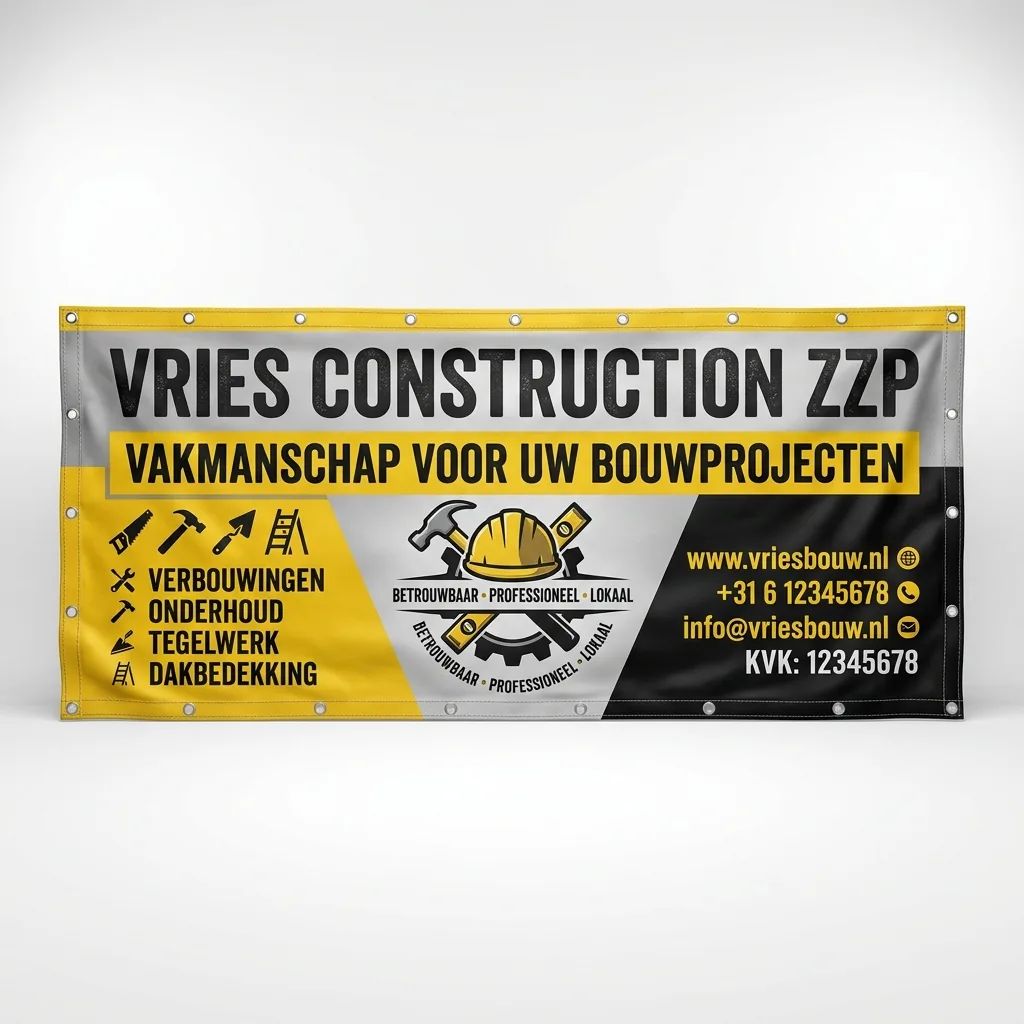 VRIES CONSTRUCTION ZZP
VAKMANSCHAP VOOR UW BOUWPROJECTEN
VERBOUWINGEN
ONDERHOUD
TEGELWERK
DAKBEDEKKING
BETROUWBAAR • PROFESSIONEEL • LOKAAL
BETROUWBAAR • PROFESSIONEEL • LOKAAL
www.vriesbouw.nl
+31 6 12345678
info@vriesbouw.nl
KVK: 12345678